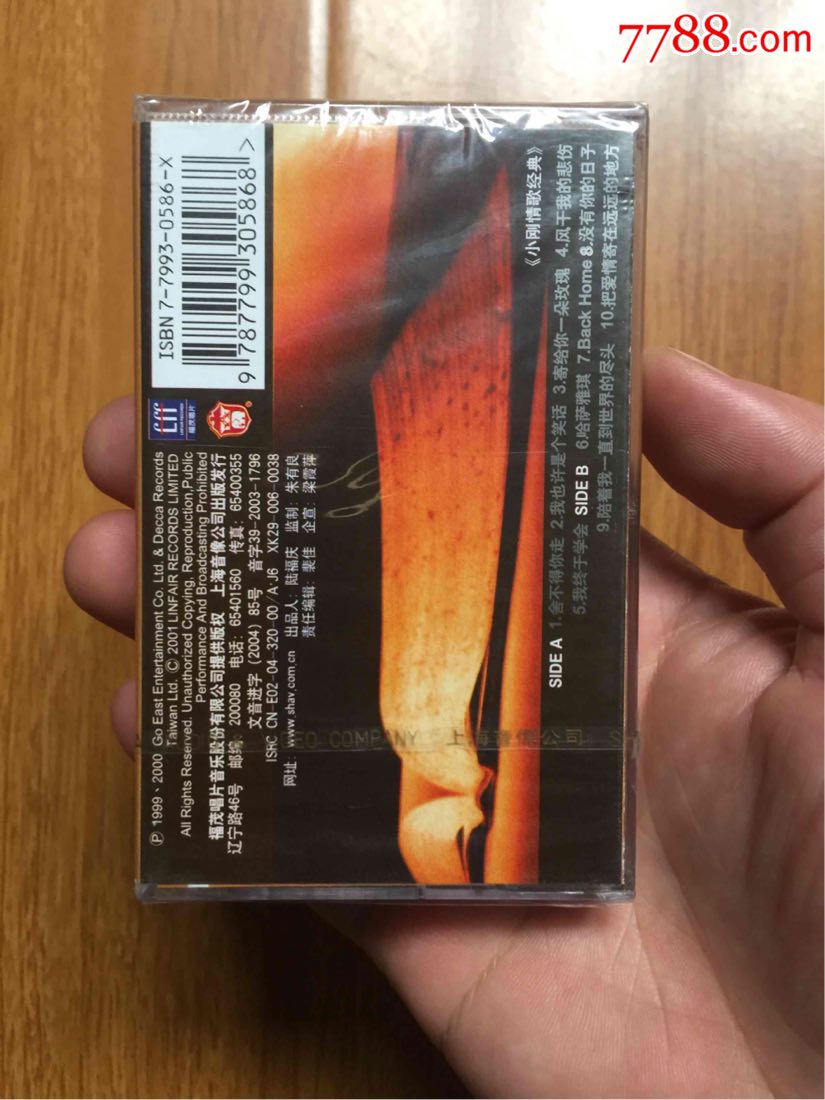 7788.com
ISBN 7-7993-0586-X
9 787799 305868 >
Lff
福茂唱片
R.A
®
℗ 1999、2000 Go East Entertainment Co. Ltd. & Decca Records
Taiwan Ltd. © 2001 LINFAIR RECORDS LIMITED
All Rights Reserved. Unauthorized Copying, Reproduction,Public
Performance And Broadcasting Prohibited
福茂唱片音乐股份有限公司提供版权 上海音像公司出版发行
辽宁路46号 邮编: 200080 电话: 65401560 传真: 65400355
文音进字 (2004) 85号 音字39-2003-1796
ISRC CN-E02-04-320-00/A·J6 XK29-006-0038
网址: www.shav.com.cn 出品人: 陆福庆 监制: 朱有良
责任编辑: 裴佳 企宣: 梁霞萍
DEO COMPANY 上海音像公司
《小刚情歌经典》
SIDE A 1.舍不得你走 2.我也许是个笑话 3.寄给你一朵玫瑰 4.风干我的悲伤
5.我终于学会 SIDE B 6.哈萨雅琪 7.Back Home 8.没有你的日子
9.陪着我一直到世界的尽头 10.把爱情寄在远远的地方